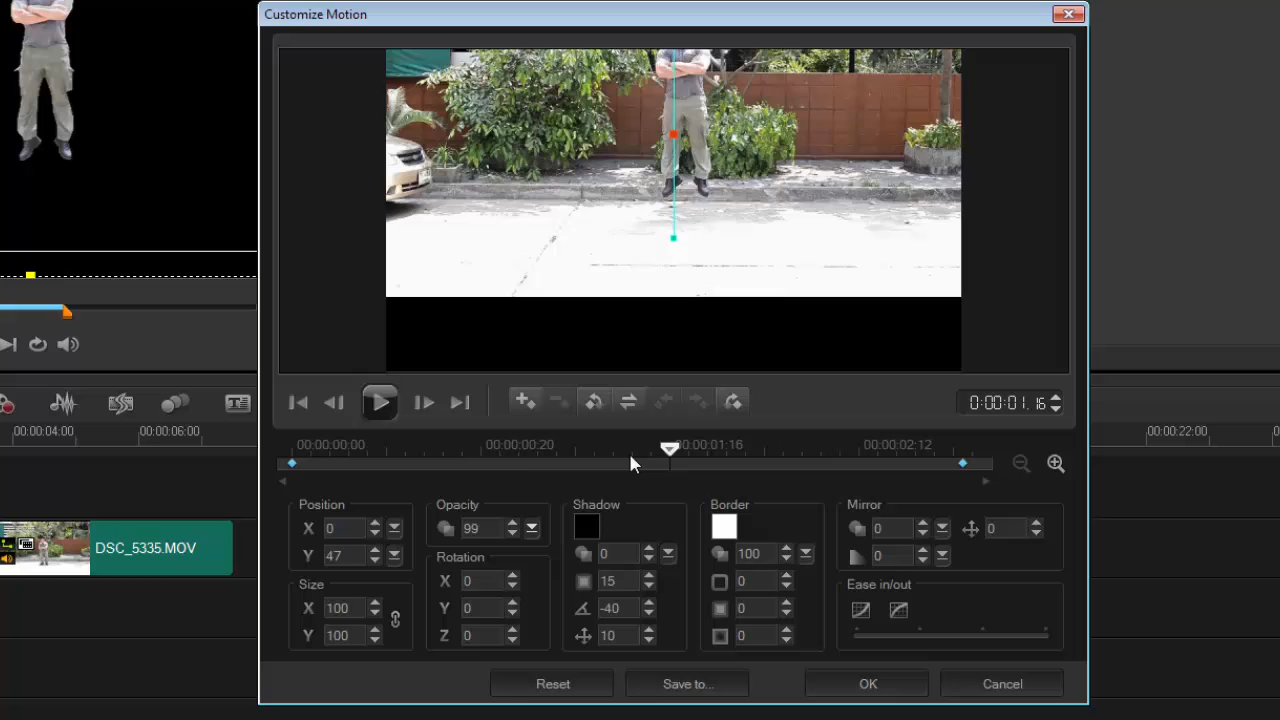 Customize Motion
0:00:01.16
00:00:04:00 00:00:06:00
00:00:22:00
00:00:00:00 00:00:00:20 00:00:01:16 00:00:02:12
Position Opacity Shadow Border Mirror
X 0 99 0 0
Y 47 0 100 0
Rotation
Size X 0 15 0 Ease in/out
X 100 Y 0 -40 0
Y 100 Z 0 10 0
DSC_5335.MOV
Reset Save to... OK Cancel